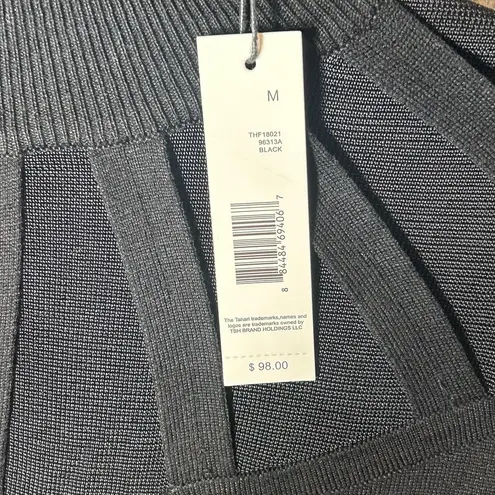 M
THF18021
90313A
BLACK
8 84484 69406 7
The Tahari trademarks,names and
logos are trademarks owned by
TSH BRAND HOLDINGS LLC
$ 98.00